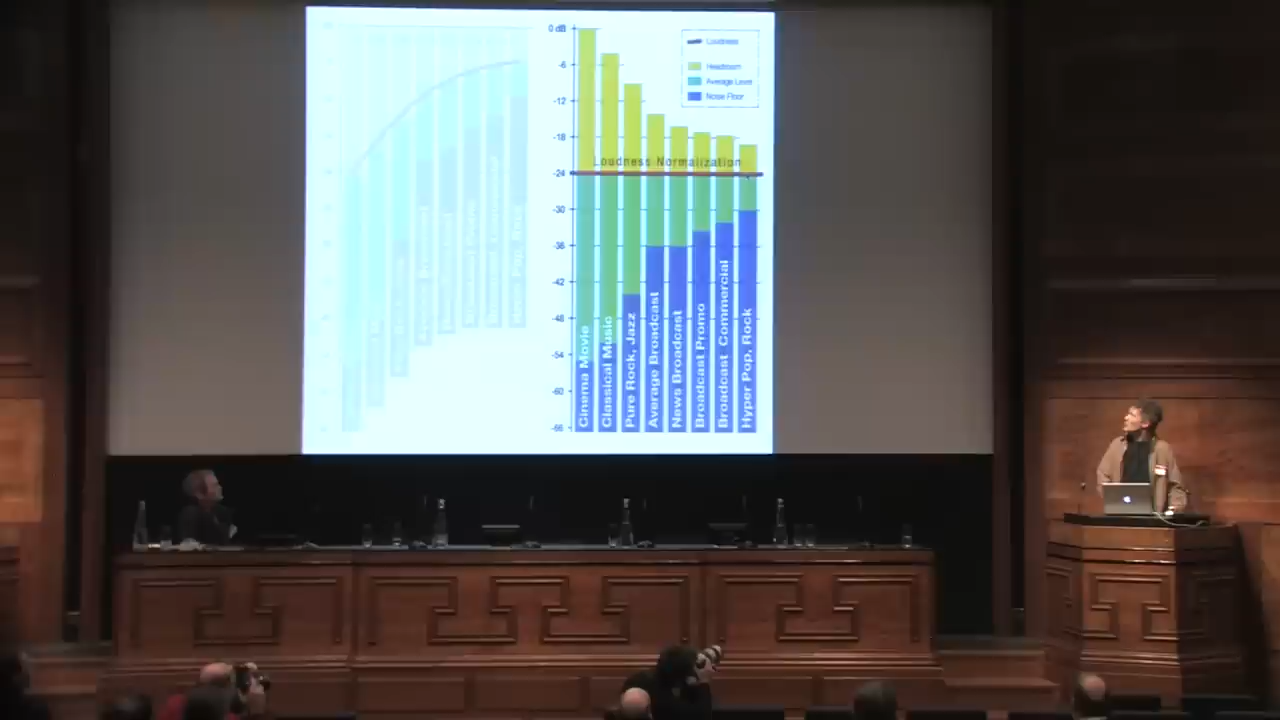 0 dB
-6
-12
-18
-24
-30
-36
-42
-48
-54
-60
-66
Loudness
Headroom
Average Level
Noise Floor
Loudness Normalization
Cinema Movie
Classical Music
Pure Rock, Jazz
Average Broadcast
News Broadcast
Broadcast Promo
Broadcast Commercial
Hyper Pop, Rock